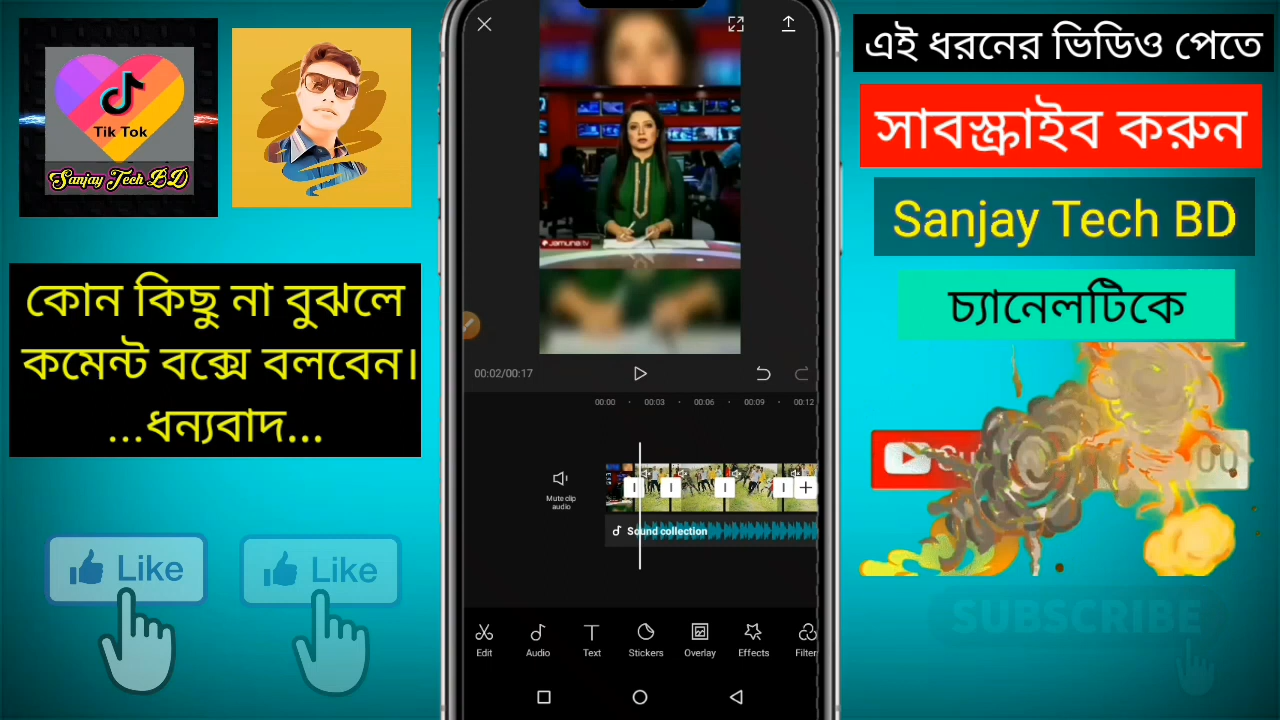 Tik Tok
Sanjay Tech BD
কোন কিছু না বুঝলে
কমেন্ট বক্সে বলবেন।
...ধন্যবাদ...
Like
Like
Jamuna tv
00:02/00:17
00:00
00:03
00:06
00:09
00:12
Mute clip
audio
Sound collection
Edit
Audio
Text
Stickers
Overlay
Effects
Filter
এই ধরনের ভিডিও পেতে
সাবস্ক্রাইব করুন
Sanjay Tech BD
চ্যানেলটিকে
SUBSCRIBE